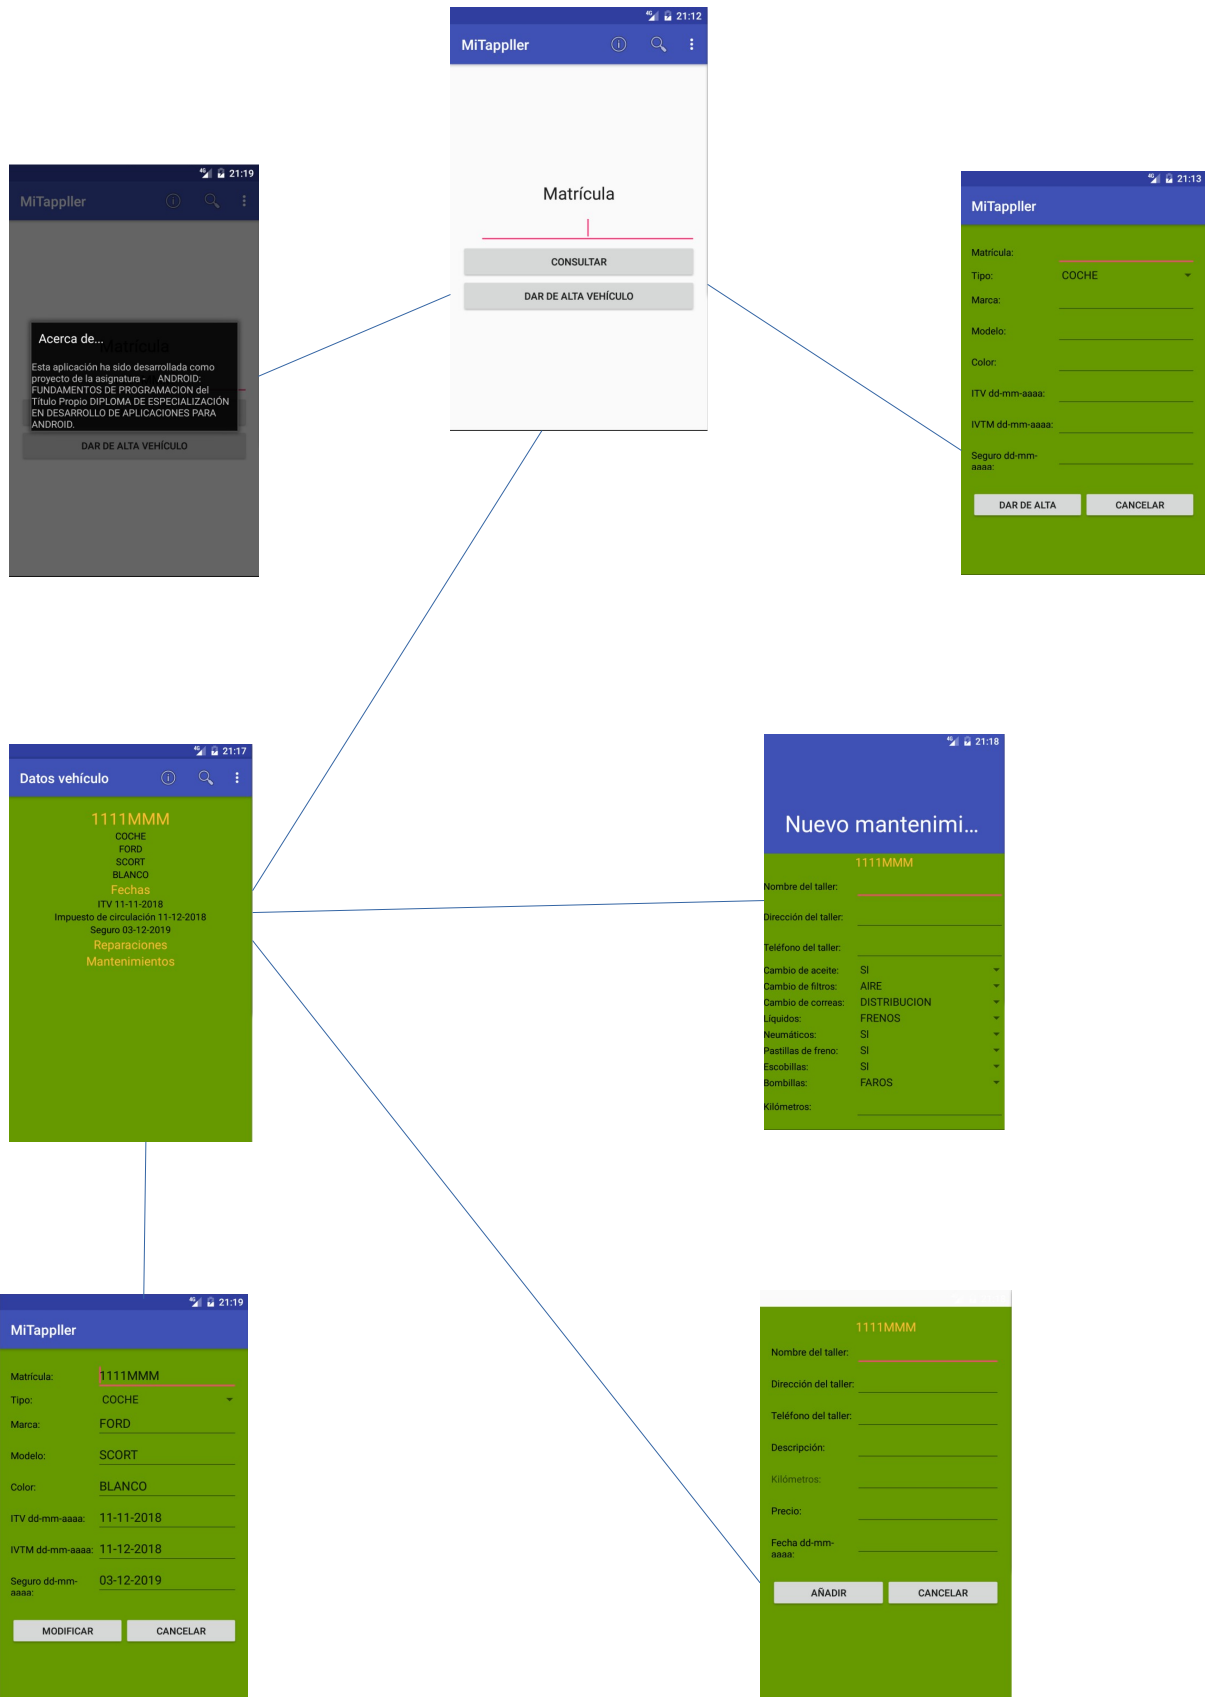 4G 21:12
MiTappller
Matrícula
CONSULTAR
DAR DE ALTA VEHÍCULO
4G 21:19
MiTappller
Matrícula
Acerca de...
Esta aplicación ha sido desarrollada como
proyecto de la asignatura - ANDROID:
FUNDAMENTOS DE PROGRAMACION del
Título Propio DIPLOMA DE ESPECIALIZACIÓN
EN DESARROLLO DE APLICACIONES PARA
ANDROID.
DAR DE ALTA VEHÍCULO
4G 21:13
MiTappller
Matrícula:
Tipo: COCHE
Marca:
Modelo:
Color:
ITV dd-mm-aaaa:
IVTM dd-mm-aaaa:
Seguro dd-mm-
aaaa:
DAR DE ALTA CANCELAR
4G 21:17
Datos vehículo
1111MMM
COCHE
FORD
SCORT
BLANCO
Fechas
ITV 11-11-2018
Impuesto de circulación 11-12-2018
Seguro 03-12-2019
Reparaciones
Mantenimientos
4G 21:18
Nuevo mantenimi...
1111MMM
Nombre del taller:
Dirección del taller:
Teléfono del taller:
Cambio de aceite: SI
Cambio de filtros: AIRE
Cambio de correas: DISTRIBUCION
Líquidos: FRENOS
Neumáticos: SI
Pastillas de freno: SI
Escobillas: SI
Bombillas: FAROS
Kilómetros:
4G 21:19
MiTappller
Matrícula: 1111MMM
Tipo: COCHE
Marca: FORD
Modelo: SCORT
Color: BLANCO
ITV dd-mm-aaaa: 11-11-2018
IVTM dd-mm-aaaa: 11-12-2018
Seguro dd-mm- 03-12-2019
aaaa:
MODIFICAR CANCELAR
1111MMM
Nombre del taller:
Dirección del taller:
Teléfono del taller:
Descripción:
Kilómetros:
Precio:
Fecha dd-mm-
aaaa:
AÑADIR CANCELAR